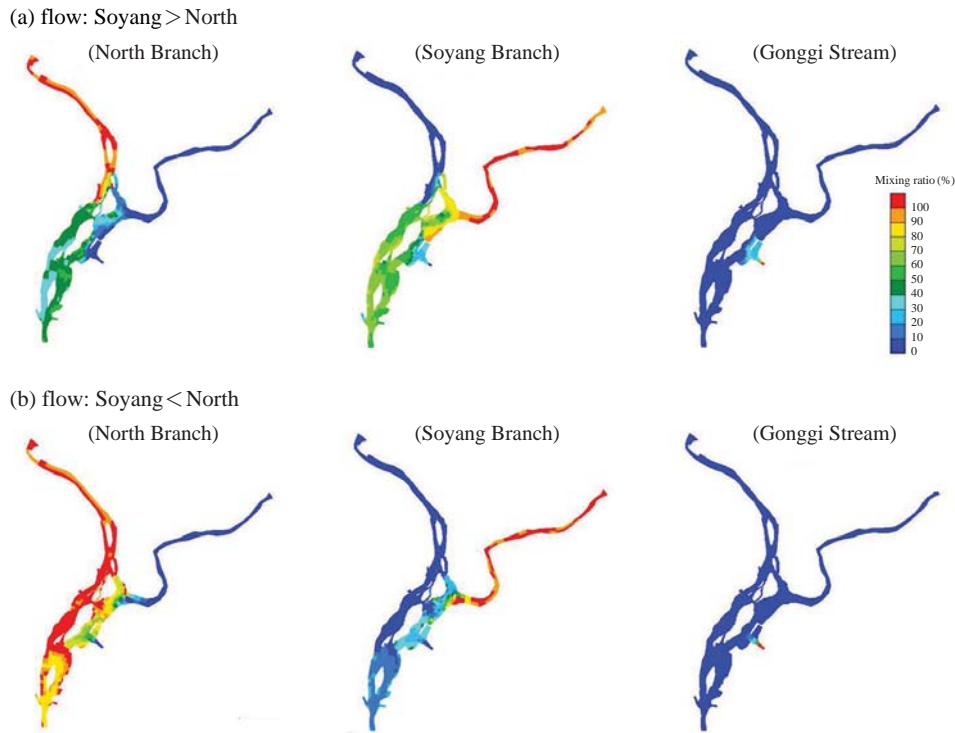 (a) flow: Soyang＞North
(North Branch)
(Soyang Branch)
(Gonggi Stream)
Mixing ratio (%)
100
90
80
70
60
50
40
30
20
10
0
(b) flow: Soyang＜North
(North Branch)
(Soyang Branch)
(Gonggi Stream)